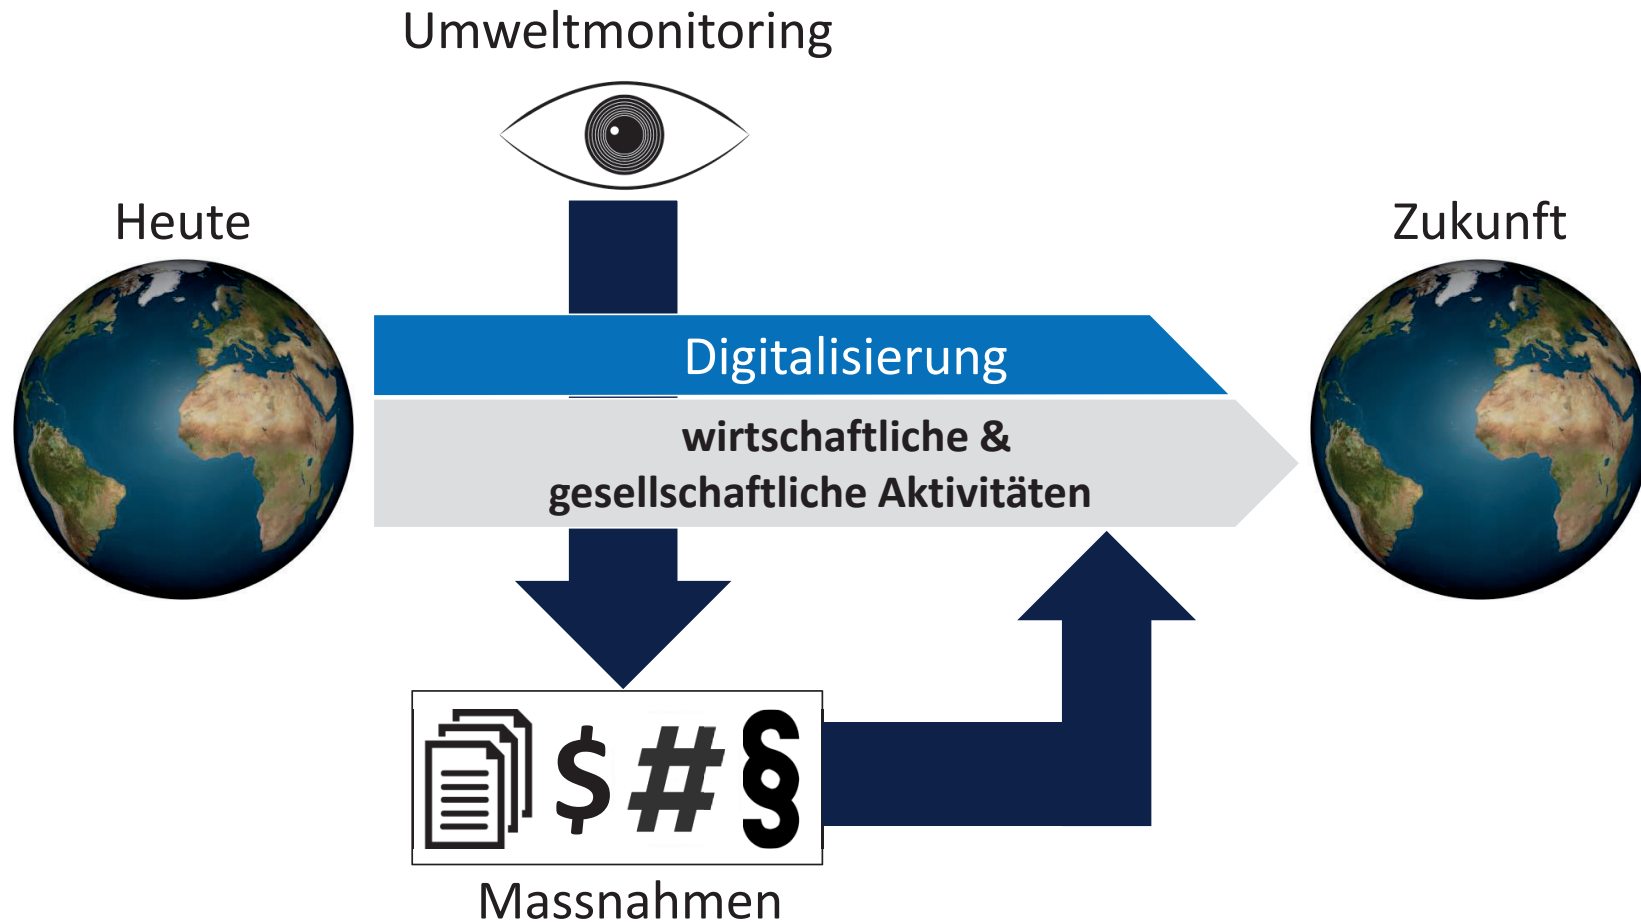 Umweltmonitoring
Heute
Zukunft
Digitalisierung
wirtschaftliche &
gesellschaftliche Aktivitäten
$ # §
Massnahmen